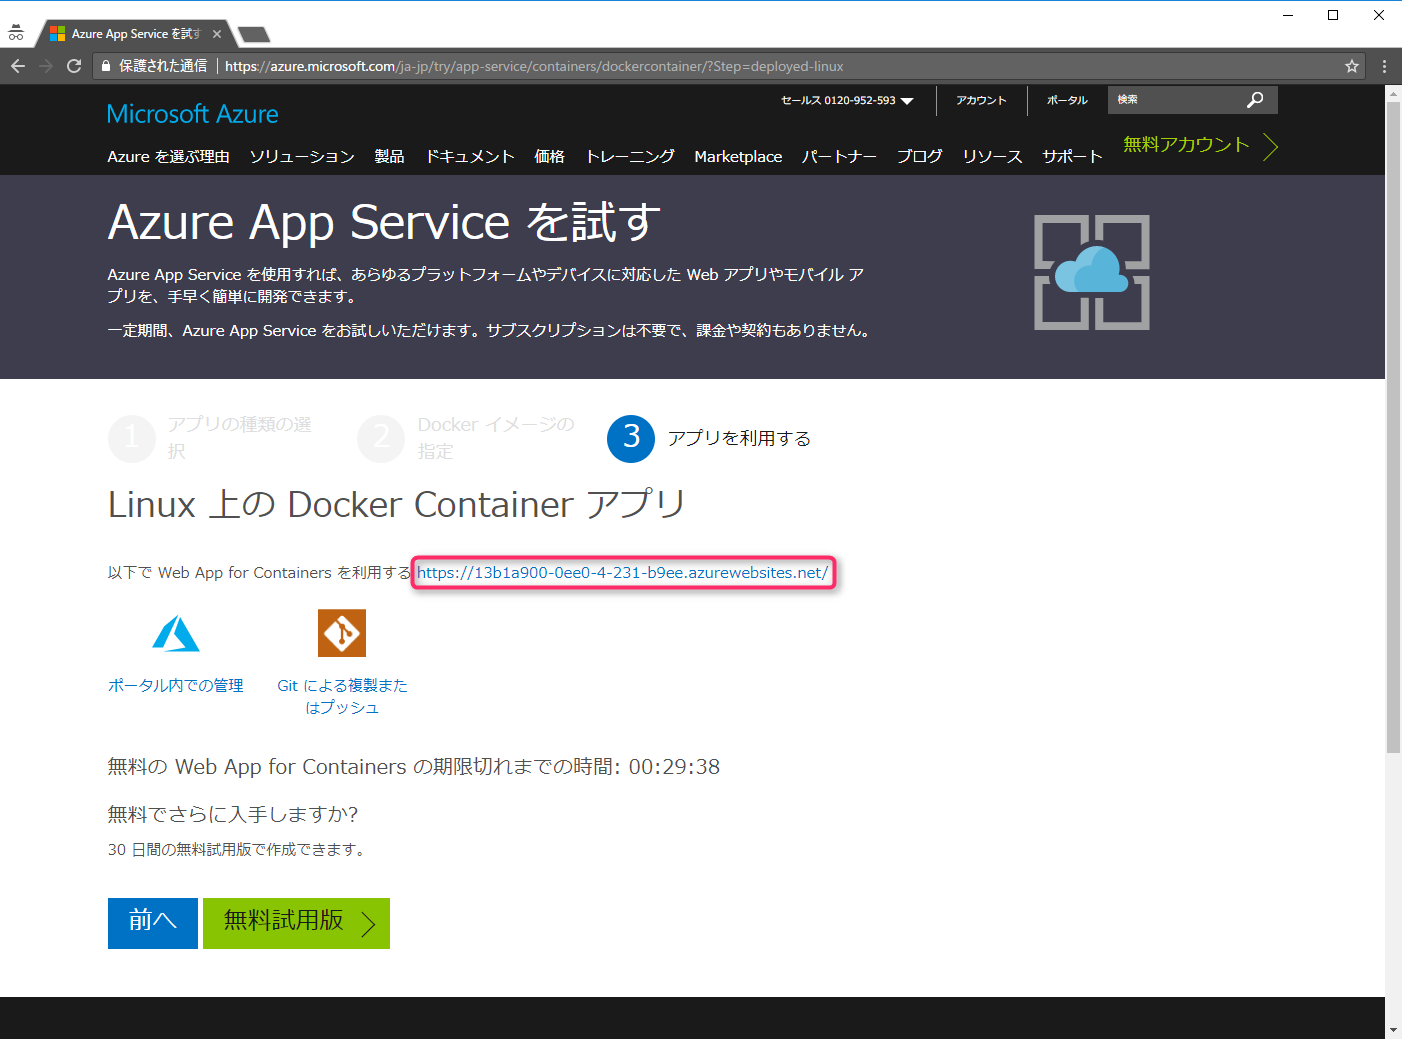 Azure App Service を試す
保護された通信
https://azure.microsoft.com/ja-jp/try/app-service/containers/dockercontainer/?Step=deployed-linux
Microsoft Azure
セールス 0120-952-593
アカウント
ポータル
検索
Azure を選ぶ理由 ソリューション 製品 ドキュメント 価格 トレーニング Marketplace パートナー ブログ リソース サポート
無料アカウント
Azure App Service を試す
Azure App Service を使用すれば、あらゆるプラットフォームやデバイスに対応した Web アプリやモバイル ア
プリを、手早く簡単に開発できます。
一定期間、Azure App Service をお試しいただけます。サブスクリプションは不要で、課金や契約もありません。
1
アプリの種類の選
択
2
Docker イメージの
指定
3
アプリを利用する
Linux 上の Docker Container アプリ
以下で Web App for Containers を利用する https://13b1a900-0ee0-4-231-b9ee.azurewebsites.net/
ポータル内での管理
Git による複製また
はプッシュ
無料の Web App for Containers の期限切れまでの時間: 00:29:38
無料でさらに入手しますか?
30 日間の無料試用版で作成できます。
前へ
無料試用版